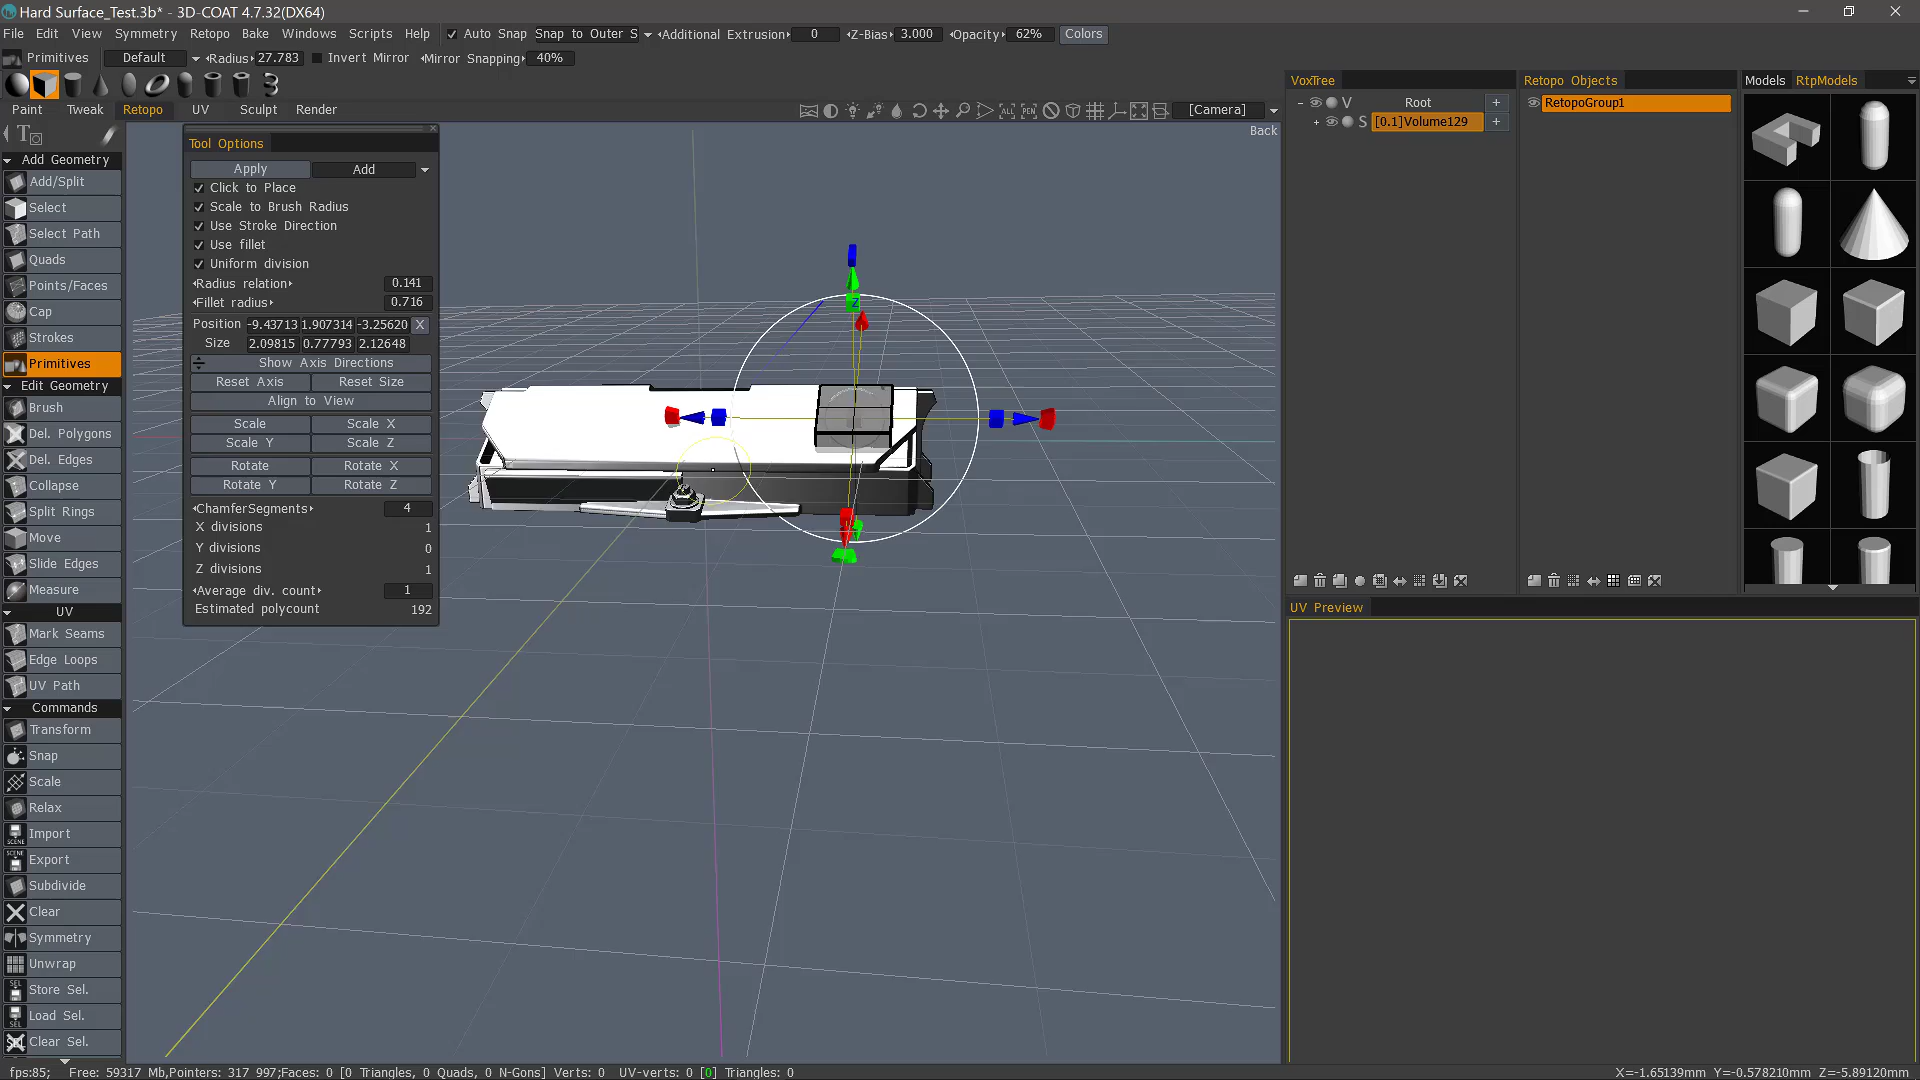 Hard Surface_Test.3b* - 3D-COAT 4.7.32(DX64)
File Edit View Symmetry Retopo Bake Windows Scripts Help Auto Snap Snap to Outer S Additional Extrusion 0 Z-Bias 3.000 Opacity 62% Colors
Primitives Default Radius 27.783 Invert Mirror Mirror Snapping 40%
Paint Tweak Retopo UV Sculpt Render ALL PEN [Camera]
Back
Add Geometry
Add/Split
Select
Select Path
Quads
Points/Faces
Cap
Strokes
Primitives
Edit Geometry
Brush
Del. Polygons
Del. Edges
Collapse
Split Rings
Move
Slide Edges
Measure
UV
Mark Seams
Edge Loops
UV Path
Commands
Transform
Snap
Scale
Relax
Import
SCENE
Export
SCENE
Subdivide
Clear
Symmetry
Unwrap
Store Sel.
SEL
Load Sel.
SEL
Clear Sel.
SEL
Tool Options
Apply Add
Click to Place
Scale to Brush Radius
Use Stroke Direction
Use fillet
Uniform division
Radius relation 0.141
Fillet radius 0.716
Position -9.43713 1.907314 -3.25620 X
Size 2.09815 0.77793 2.12648
Show Axis Directions
Reset Axis Reset Size
Align to View
Scale Scale X
Scale Y Scale Z
Rotate Rotate X
Rotate Y Rotate Z
ChamferSegments 4
X divisions 1
Y divisions 0
Z divisions 1
Average div. count 1
Estimated polycount 192
Z
VoxTree
V Root +
+ S [0.1]Volume129 +
Retopo Objects
RetopoGroup1
Models RtpModels
UV Preview
fps:85; Free: 59317 Mb,Pointers: 317 997;Faces: 0 [0 Triangles, 0 Quads, 0 N-Gons] Verts: 0 UV-verts: 0 [0] Triangles: 0
X=-1.65139mm Y=-0.578210mm Z=-5.89120mm